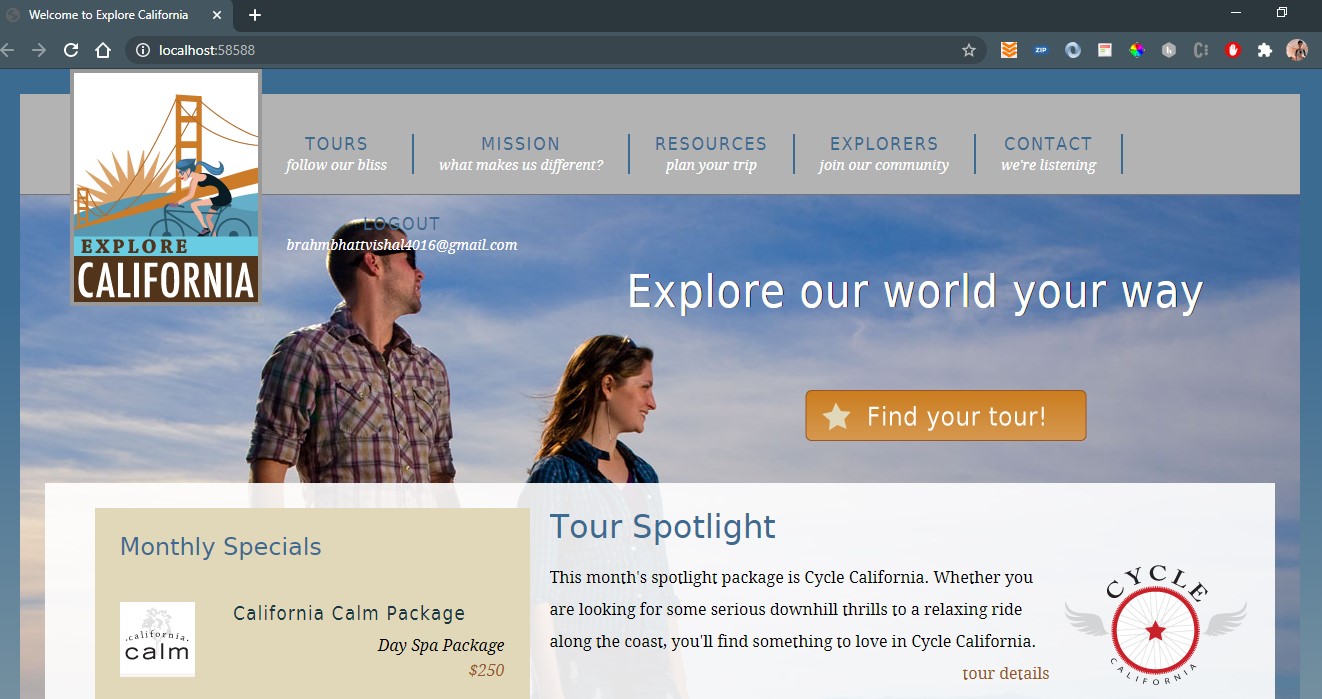 Welcome to Explore California
localhost:58588
ZIP
TOURS
follow our bliss
MISSION
what makes us different?
RESOURCES
plan your trip
EXPLORERS
join our community
CONTACT
we're listening
EXPLORE
CALIFORNIA
LOGOUT
brahmbhattvishal4016@gmail.com
Explore our world your way
Find your tour!
Monthly Specials
california
calm
California Calm Package
Day Spa Package
$250
Tour Spotlight
This month's spotlight package is Cycle California. Whether you
are looking for some serious downhill thrills to a relaxing ride
along the coast, you'll find something to love in Cycle California.
tour details
CYCLE
CALIFORNIA